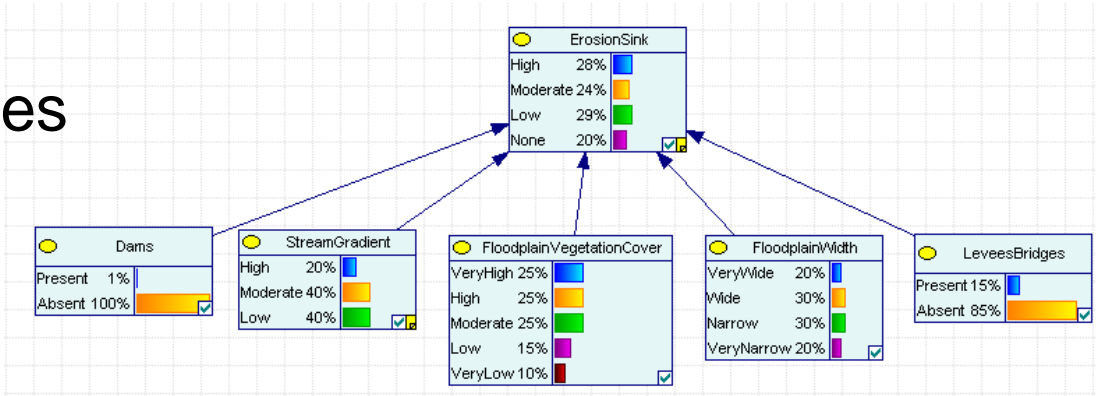 es
ErosionSink
High 28%
Moderate 24%
Low 29%
None 20%
Dams
Present 1%
Absent 100%
StreamGradient
High 20%
Moderate 40%
Low 40%
FloodplainVegetationCover
VeryHigh 25%
High 25%
Moderate 25%
Low 15%
VeryLow 10%
FloodplainWidth
VeryWide 20%
Wide 30%
Narrow 30%
VeryNarrow 20%
LeveesBridges
Present 15%
Absent 85%